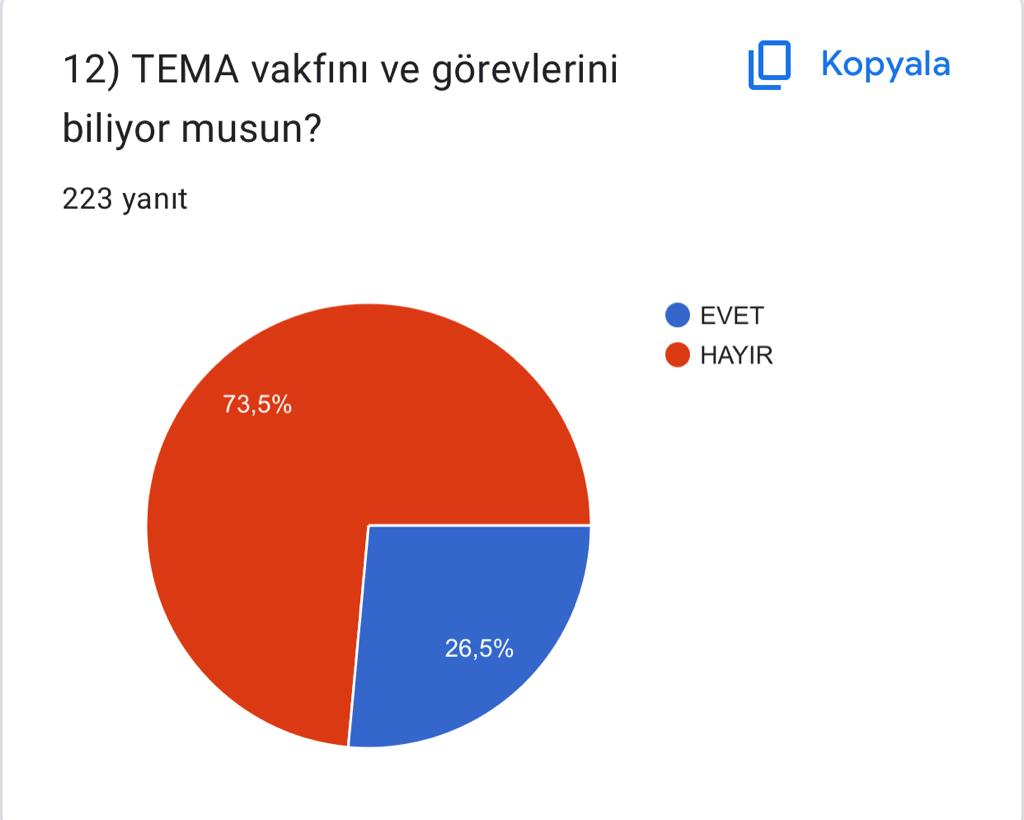 12) TEMA vakfını ve görevlerini
biliyor musun?
Kopyala
223 yanıt
EVET
HAYIR
73,5%
26,5%